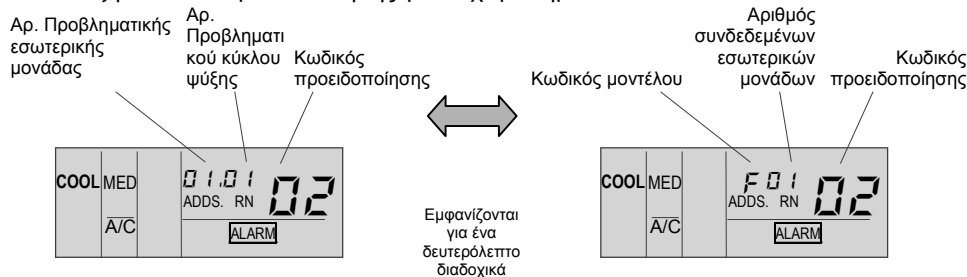 Αρ. Προβληματικής
εσωτερικής
μονάδας
Αρ.
Προβληματι
κού κύκλου
ψύξης
Κωδικός
προειδοποίησης
Κωδικός μοντέλου
Αριθμός
συνδεδεμένων
εσωτερικών
μονάδων
Κωδικός
προειδοποίησης
COOL MED 01.01 02
ADDS. RN
A/C ALARM
Εμφανίζονται
για ένα
δευτερόλεπτο
διαδοχικά
COOL MED F01 02
ADDS. RN
A/C ALARM